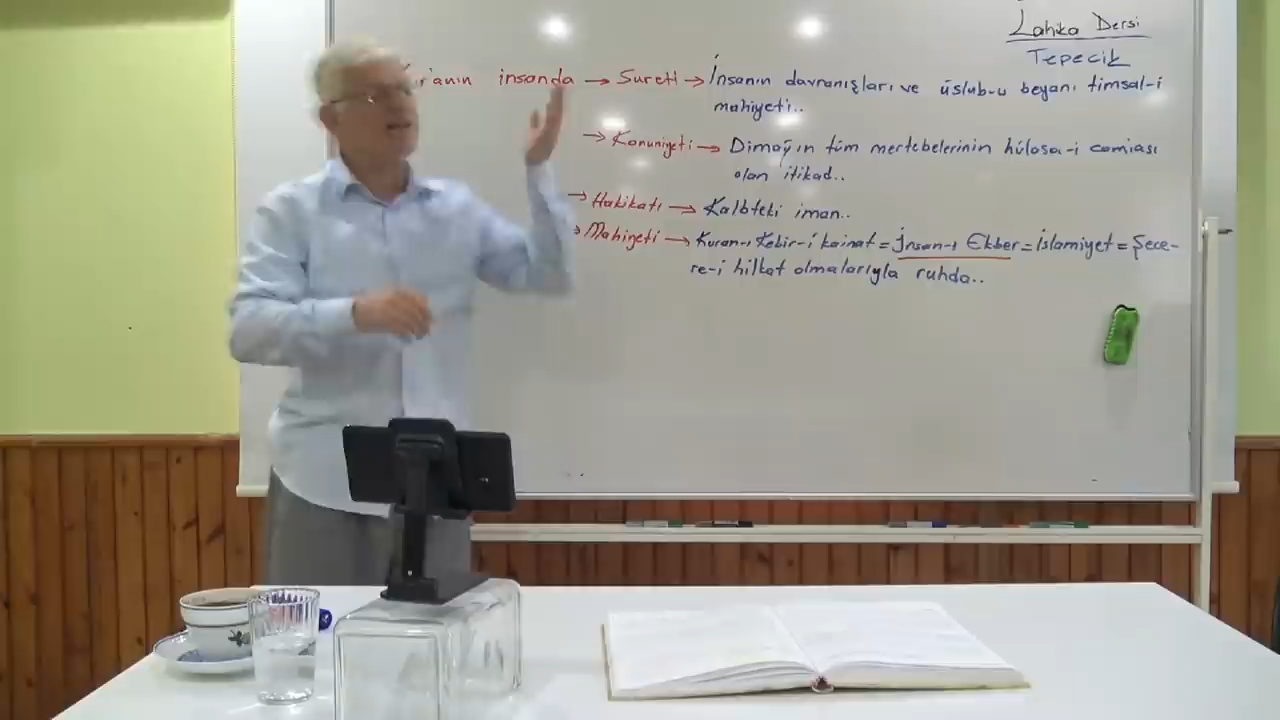 Lahika Dersi
Tepecik
insanda → Sureti → İnsanın davranışları ve üslub-u beyanı timsal-i
mahiyeti..
→ Kanuniyeti → Dimağın tüm mertebelerinin hülasa-i camiası
olan itikad..
→ Hakikatı → Kalbteki iman..
→ Mahiyeti → Kuran-ı Kebir-i kainat = İnsan-ı Ekber = İslamiyet = Şece-
re-i hilkat olmalarıyla ruhda..